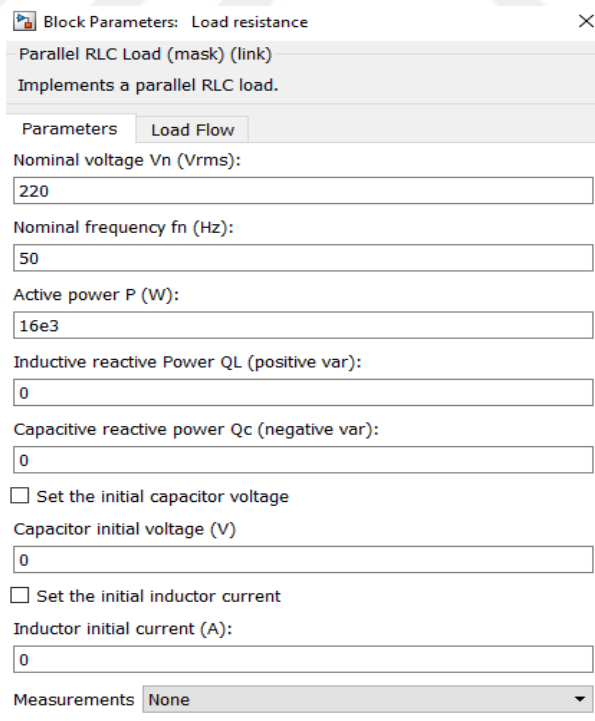 Block Parameters: Load resistance
Parallel RLC Load (mask) (link)
Implements a parallel RLC load.
Parameters Load Flow
Nominal voltage Vn (Vrms):
220
Nominal frequency fn (Hz):
50
Active power P (W):
16e3
Inductive reactive Power QL (positive var):
0
Capacitive reactive power Qc (negative var):
0
Set the initial capacitor voltage
Capacitor initial voltage (V)
0
Set the initial inductor current
Inductor initial current (A):
0
Measurements None